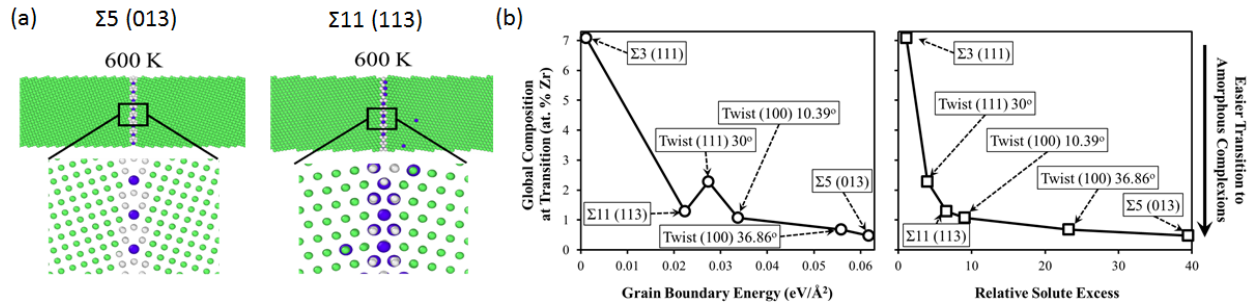 (a)
Σ5 (013)
Σ11 (113)
600 K
600 K
(b)
Global Composition
at Transition (at. % Zr)
7
6
5
4
3
2
1
0
Σ3 (111)
Twist (111) 30°
Twist (100) 10.39°
Σ5 (013)
Σ11 (113)
Twist (100) 36.86°
0 0.01 0.02 0.03 0.04 0.05 0.06
Grain Boundary Energy (eV/Å²)
Σ3 (111)
Twist (111) 30°
Twist (100) 10.39°
Twist (100) 36.86°
Σ5 (013)
Σ11 (113)
0 10 20 30 40
Relative Solute Excess
Easier Transition to
Amorphous Complexions